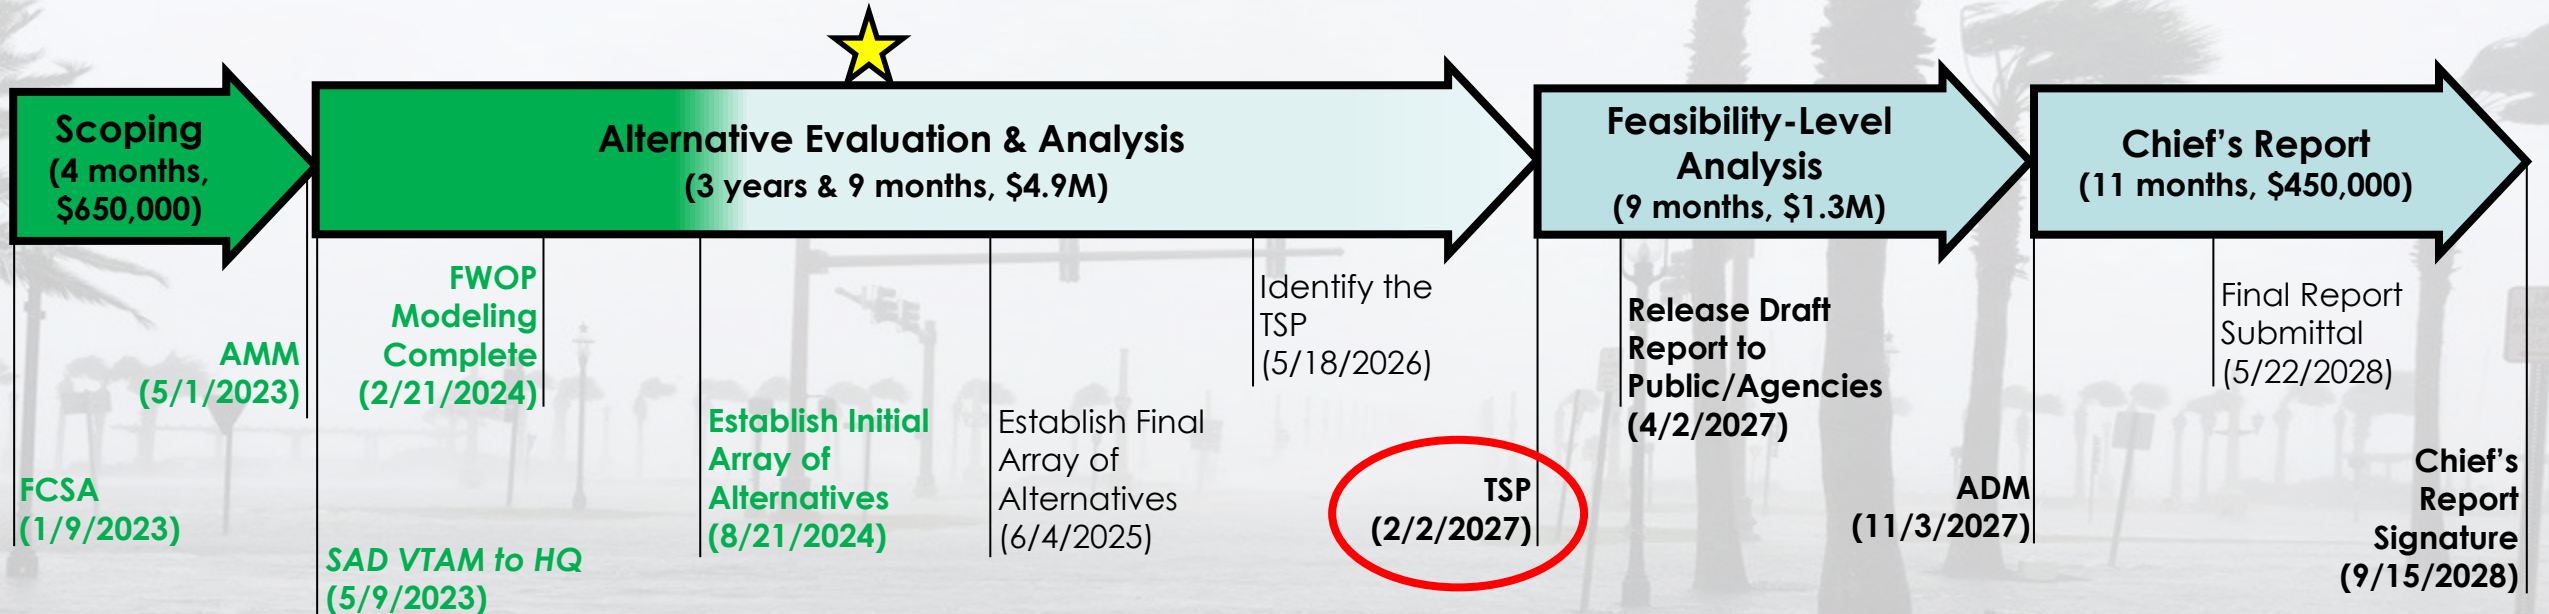 Scoping
(4 months,
$650,000)
Alternative Evaluation & Analysis
(3 years & 9 months, $4.9M)
Feasibility-Level
Analysis
(9 months, $1.3M)
Chief’s Report
(11 months, $450,000)
FCSA
(1/9/2023)
AMM
(5/1/2023)
SAD VTAM to HQ
(5/9/2023)
FWOP
Modeling
Complete
(2/21/2024)
Establish Initial
Array of
Alternatives
(8/21/2024)
Establish Final
Array of
Alternatives
(6/4/2025)
Identify the
TSP
(5/18/2026)
TSP
(2/2/2027)
Release Draft
Report to
Public/Agencies
(4/2/2027)
ADM
(11/3/2027)
Final Report
Submittal
(5/22/2028)
Chief’s
Report
Signature
(9/15/2028)